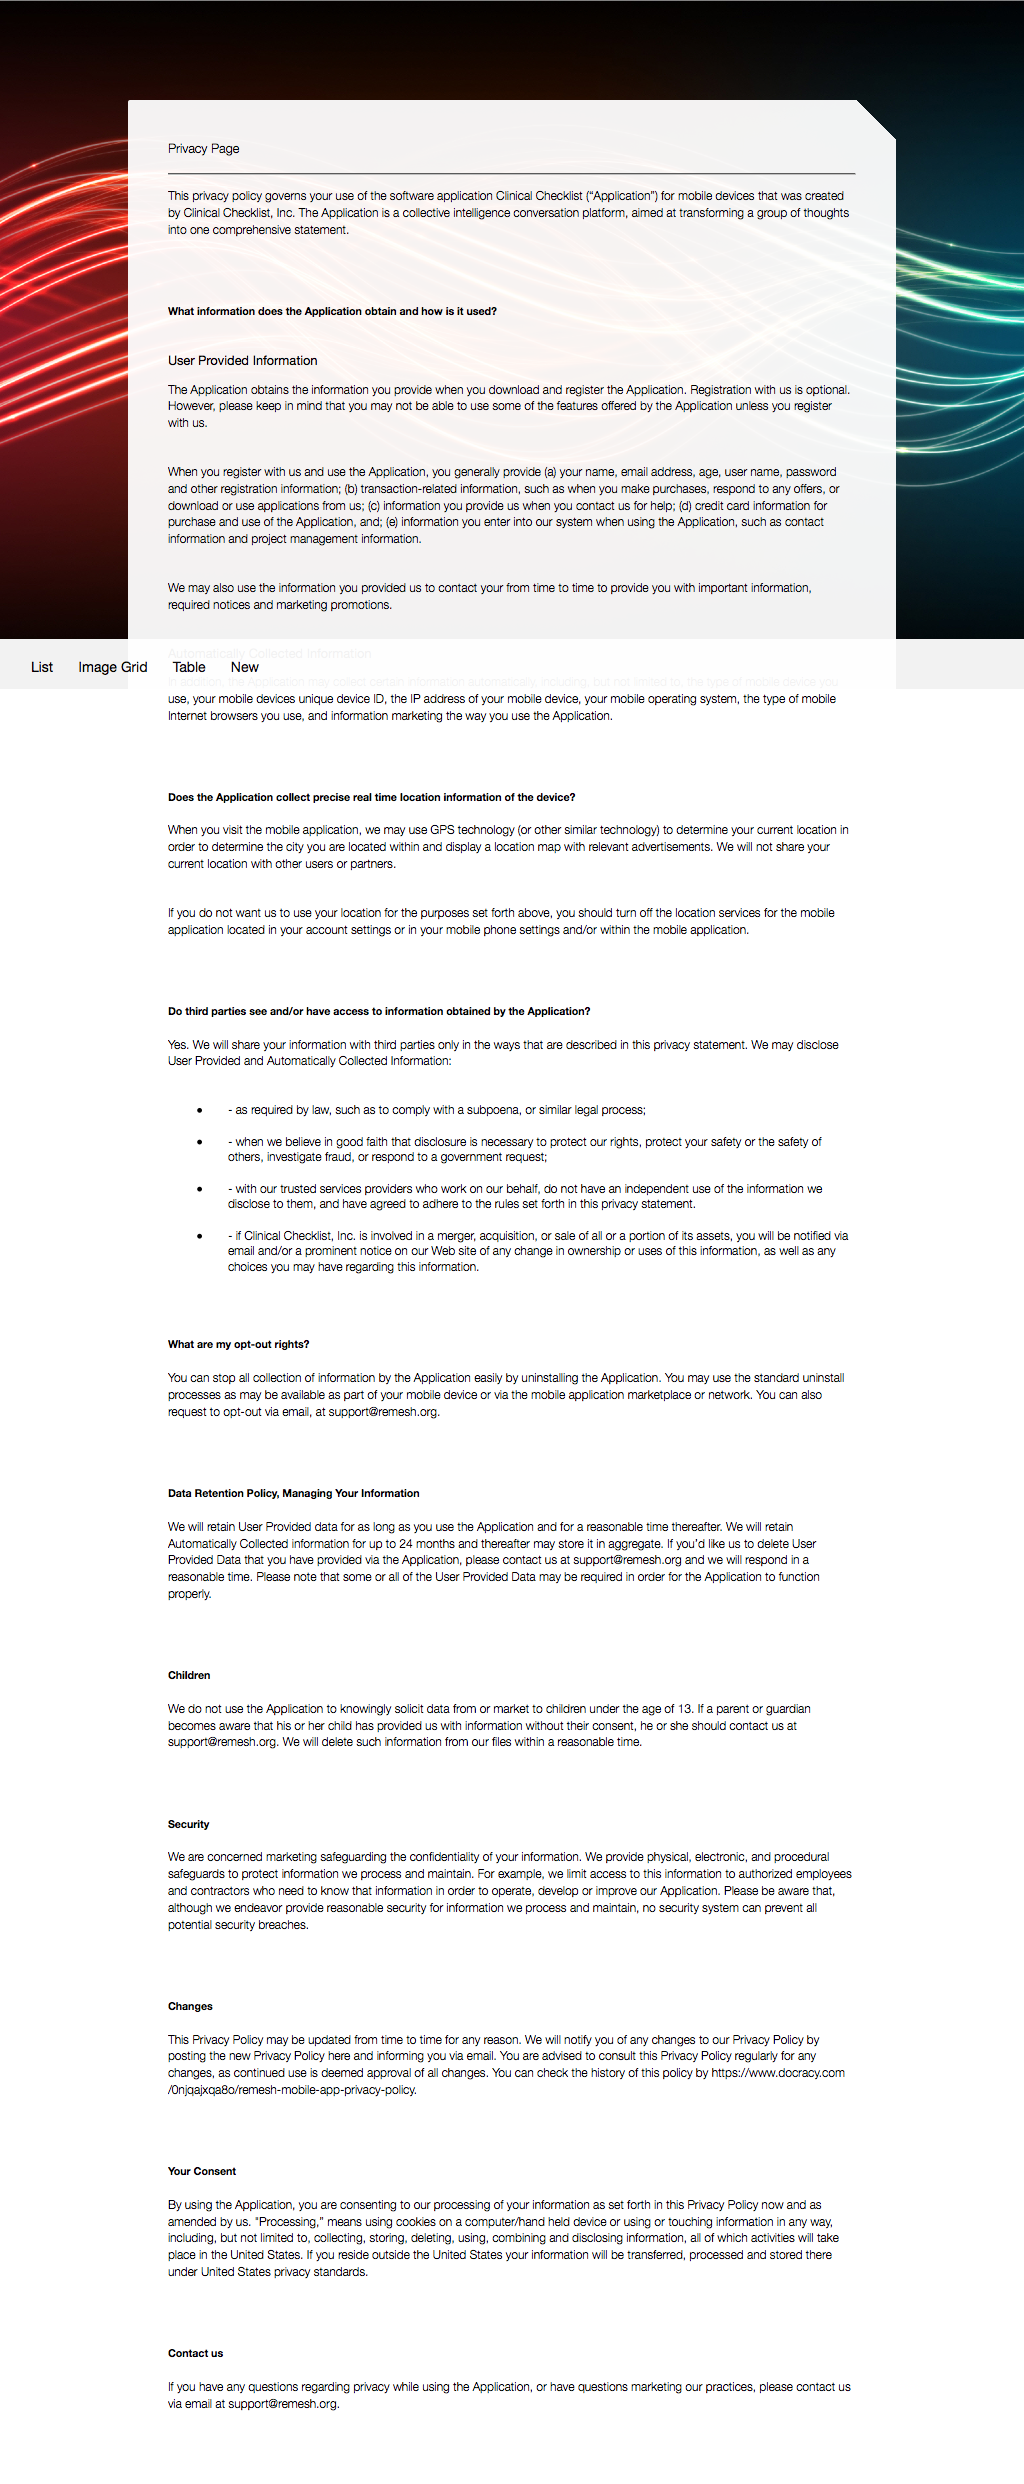 Privacy Page
This privacy policy governs your use of the software application Clinical Checklist (“Application”) for mobile devices that was created
by Clinical Checklist, Inc. The Application is a collective intelligence conversation platform, aimed at transforming a group of thoughts
into one comprehensive statement.
What information does the Application obtain and how is it used?
User Provided Information
The Application obtains the information you provide when you download and register the Application. Registration with us is optional.
However, please keep in mind that you may not be able to use some of the features offered by the Application unless you register
with us.
When you register with us and use the Application, you generally provide (a) your name, email address, age, user name, password
and other registration information; (b) transaction-related information, such as when you make purchases, respond to any offers, or
download or use applications from us; (c) information you provide us when you contact us for help; (d) credit card information for
purchase and use of the Application, and; (e) information you enter into our system when using the Application, such as contact
information and project management information.
We may also use the information you provided us to contact your from time to time to provide you with important information,
required notices and marketing promotions.
Automatically Collected Information
List Image Grid Table New
In addition, the Application may collect certain information automatically, including, but not limited to, the type of mobile device you
use, your mobile devices unique device ID, the IP address of your mobile device, your mobile operating system, the type of mobile
Internet browsers you use, and information marketing the way you use the Application.
Does the Application collect precise real time location information of the device?
When you visit the mobile application, we may use GPS technology (or other similar technology) to determine your current location in
order to determine the city you are located within and display a location map with relevant advertisements. We will not share your
current location with other users or partners.
If you do not want us to use your location for the purposes set forth above, you should turn off the location services for the mobile
application located in your account settings or in your mobile phone settings and/or within the mobile application.
Do third parties see and/or have access to information obtained by the Application?
Yes. We will share your information with third parties only in the ways that are described in this privacy statement. We may disclose
User Provided and Automatically Collected Information:
• - as required by law, such as to comply with a subpoena, or similar legal process;
• - when we believe in good faith that disclosure is necessary to protect our rights, protect your safety or the safety of
others, investigate fraud, or respond to a government request;
• - with our trusted services providers who work on our behalf, do not have an independent use of the information we
disclose to them, and have agreed to adhere to the rules set forth in this privacy statement.
• - if Clinical Checklist, Inc. is involved in a merger, acquisition, or sale of all or a portion of its assets, you will be notified via
email and/or a prominent notice on our Web site of any change in ownership or uses of this information, as well as any
choices you may have regarding this information.
What are my opt-out rights?
You can stop all collection of information by the Application easily by uninstalling the Application. You may use the standard uninstall
processes as may be available as part of your mobile device or via the mobile application marketplace or network. You can also
request to opt-out via email, at support@remesh.org.
Data Retention Policy, Managing Your Information
We will retain User Provided data for as long as you use the Application and for a reasonable time thereafter. We will retain
Automatically Collected information for up to 24 months and thereafter may store it in aggregate. If you’d like us to delete User
Provided Data that you have provided via the Application, please contact us at support@remesh.org and we will respond in a
reasonable time. Please note that some or all of the User Provided Data may be required in order for the Application to function
properly.
Children
We do not use the Application to knowingly solicit data from or market to children under the age of 13. If a parent or guardian
becomes aware that his or her child has provided us with information without their consent, he or she should contact us at
support@remesh.org. We will delete such information from our files within a reasonable time.
Security
We are concerned marketing safeguarding the confidentiality of your information. We provide physical, electronic, and procedural
safeguards to protect information we process and maintain. For example, we limit access to this information to authorized employees
and contractors who need to know that information in order to operate, develop or improve our Application. Please be aware that,
although we endeavor provide reasonable security for information we process and maintain, no security system can prevent all
potential security breaches.
Changes
This Privacy Policy may be updated from time to time for any reason. We will notify you of any changes to our Privacy Policy by
posting the new Privacy Policy here and informing you via email. You are advised to consult this Privacy Policy regularly for any
changes, as continued use is deemed approval of all changes. You can check the history of this policy by https://www.docracy.com
/0njqajxqa8o/remesh-mobile-app-privacy-policy.
Your Consent
By using the Application, you are consenting to our processing of your information as set forth in this Privacy Policy now and as
amended by us. "Processing,” means using cookies on a computer/hand held device or using or touching information in any way,
including, but not limited to, collecting, storing, deleting, using, combining and disclosing information, all of which activities will take
place in the United States. If you reside outside the United States your information will be transferred, processed and stored there
under United States privacy standards.
Contact us
If you have any questions regarding privacy while using the Application, or have questions marketing our practices, please contact us
via email at support@remesh.org.